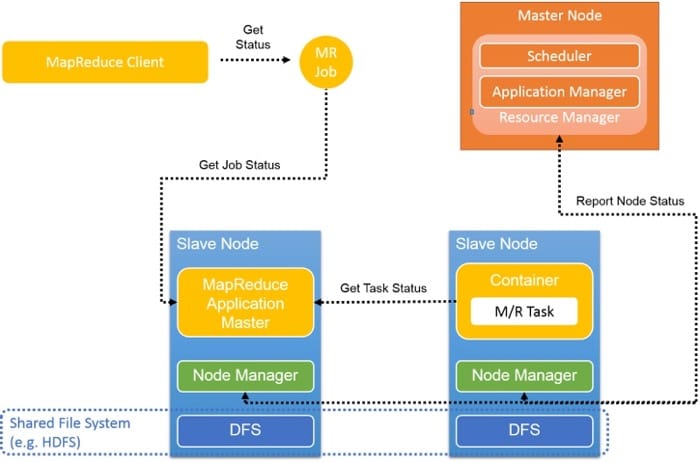 Get
Status
MapReduce Client
MR
Job
Master Node
Scheduler
Application Manager
Resource Manager
Get Job Status
Report Node Status
Slave Node
MapReduce
Application
Master
Get Task Status
Slave Node
Container
M/R Task
Node Manager
Node Manager
Shared File System
(e.g. HDFS)
DFS
DFS